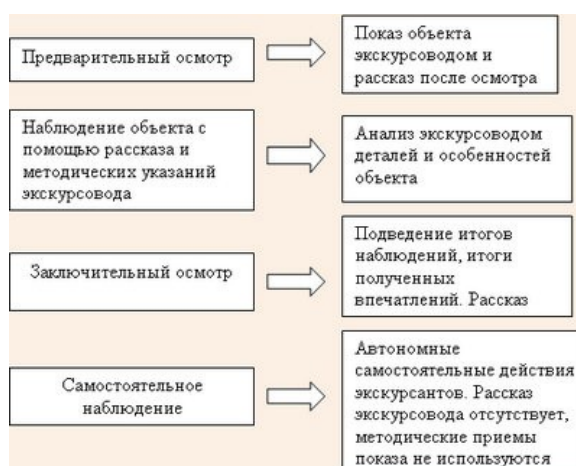 Предварительный осмотр
Показ объекта
экскурсоводом и
рассказ после осмотра
Наблюдение объекта с
помощью рассказа и
методических указаний
экскурсовода
Анализ экскурсоводом
деталей и особенностей
объекта
Заключительный осмотр
Подведение итогов
наблюдений, итоги
полученных
впечатлений. Рассказ
Самостоятельное
наблюдение
Автономные
самостоятельные действия
экскурсантов. Рассказ
экскурсовода отсутствует,
методические приемы
показа не используются